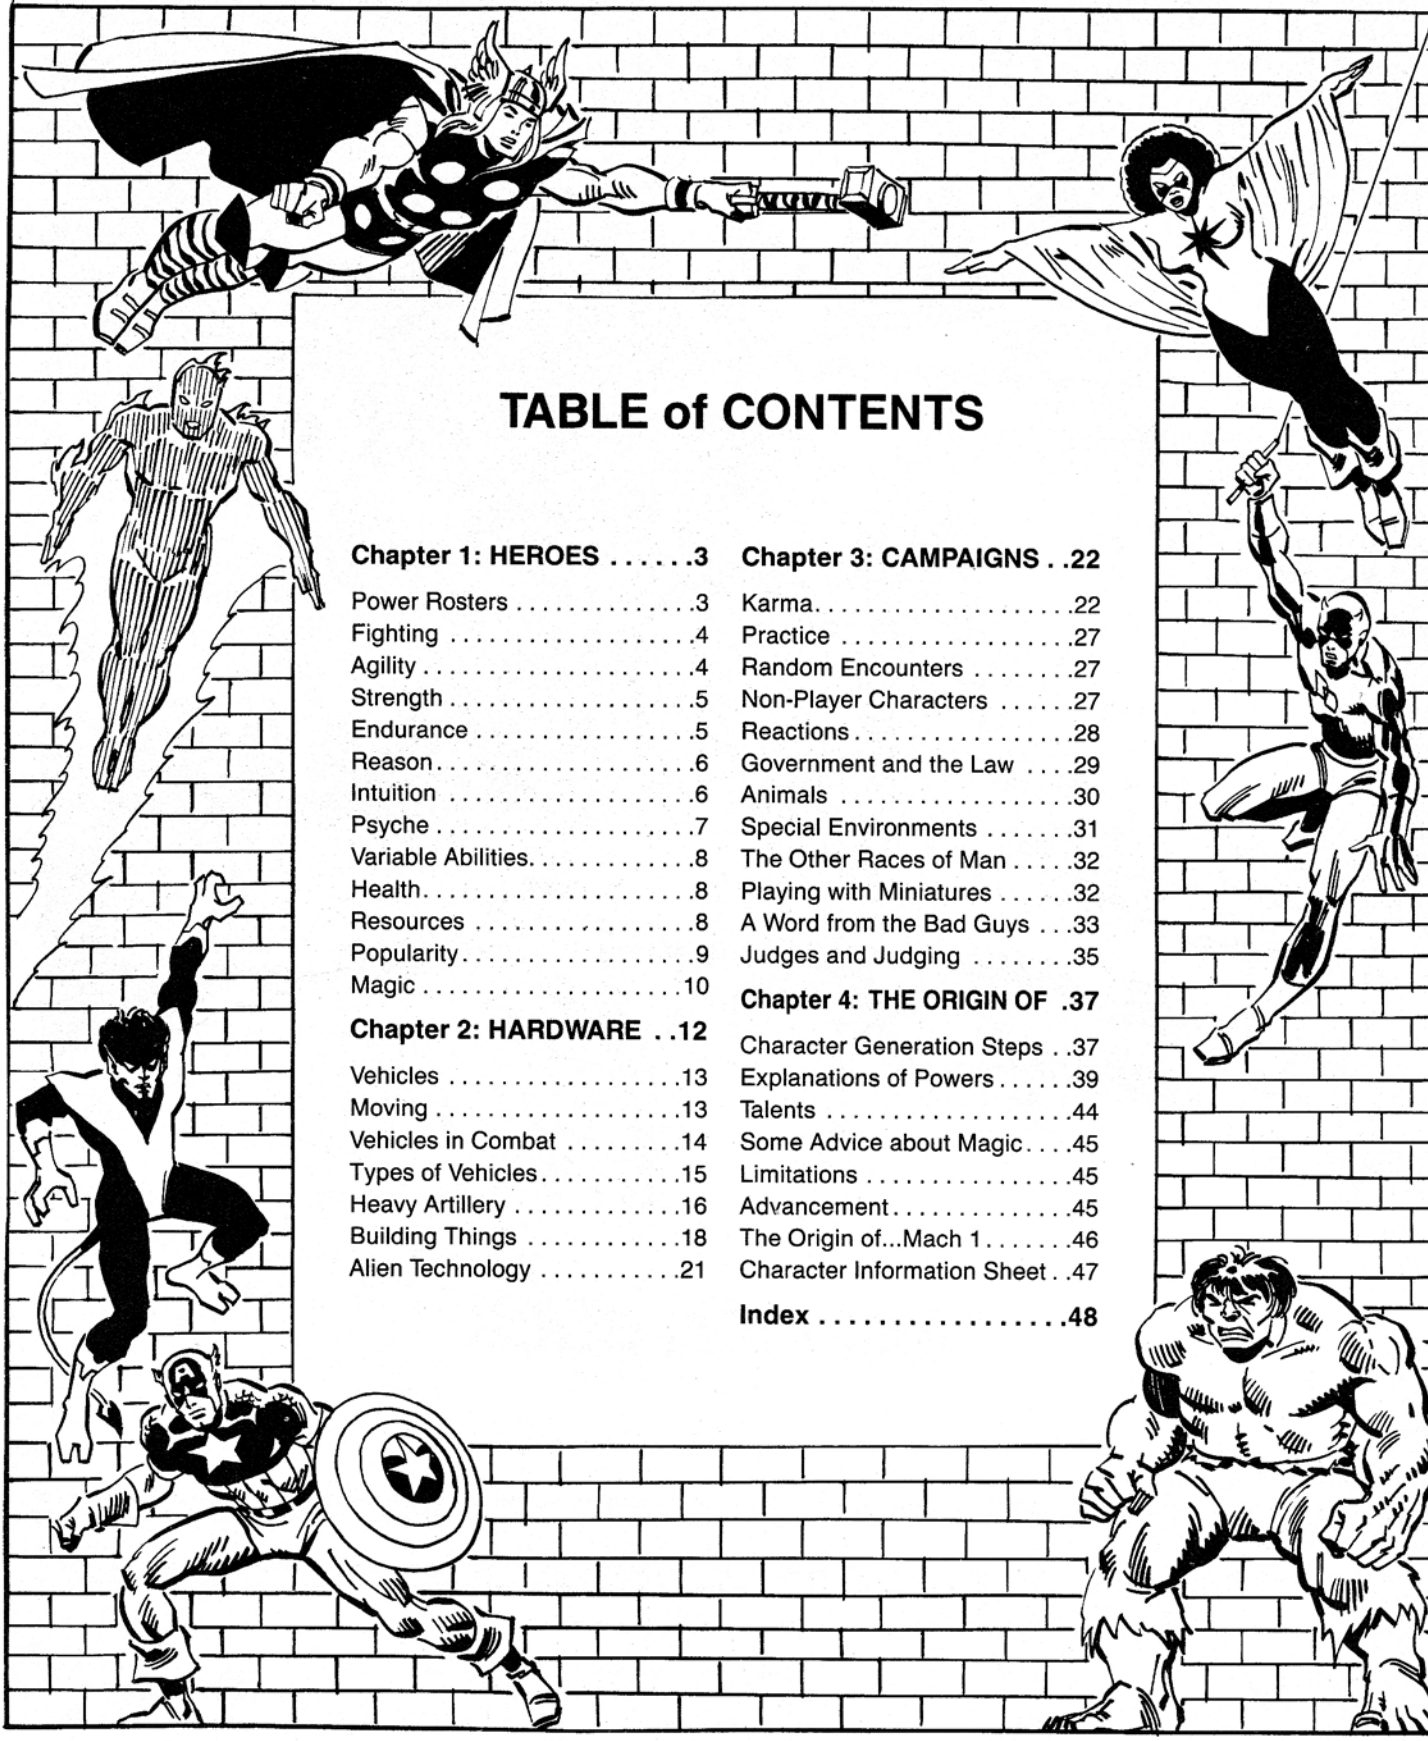 TABLE of CONTENTS
Chapter 1: HEROES . . . . . .3
Power Rosters . . . . . . . . . . . . . .3
Fighting . . . . . . . . . . . . . . . . . . .4
Agility . . . . . . . . . . . . . . . . . . . . .4
Strength . . . . . . . . . . . . . . . . . . .5
Endurance . . . . . . . . . . . . . . . . .5
Reason. . . . . . . . . . . . . . . . . . . .6
Intuition . . . . . . . . . . . . . . . . . . .6
Psyche . . . . . . . . . . . . . . . . . . . .7
Variable Abilities. . . . . . . . . . . . .8
Health. . . . . . . . . . . . . . . . . . . . .8
Resources . . . . . . . . . . . . . . . . .8
Popularity. . . . . . . . . . . . . . . . . .9
Magic . . . . . . . . . . . . . . . . . . . .10
Chapter 2: HARDWARE . .12
Vehicles . . . . . . . . . . . . . . . . . .13
Moving . . . . . . . . . . . . . . . . . . .13
Vehicles in Combat . . . . . . . . .14
Types of Vehicles. . . . . . . . . . .15
Heavy Artillery . . . . . . . . . . . . .16
Building Things . . . . . . . . . . . .18
Alien Technology . . . . . . . . . . .21
Chapter 3: CAMPAIGNS . .22
Karma. . . . . . . . . . . . . . . . . . . .22
Practice . . . . . . . . . . . . . . . . . .27
Random Encounters . . . . . . . .27
Non-Player Characters . . . . . .27
Reactions. . . . . . . . . . . . . . . . .28
Government and the Law . . . .29
Animals . . . . . . . . . . . . . . . . . .30
Special Environments . . . . . . .31
The Other Races of Man . . . . .32
Playing with Miniatures . . . . . .32
A Word from the Bad Guys . . .33
Judges and Judging . . . . . . . .35
Chapter 4: THE ORIGIN OF .37
Character Generation Steps . .37
Explanations of Powers . . . . . .39
Talents . . . . . . . . . . . . . . . . . . .44
Some Advice about Magic. . . .45
Limitations . . . . . . . . . . . . . . . .45
Advancement. . . . . . . . . . . . . .45
The Origin of...Mach 1 . . . . . . .46
Character Information Sheet . .47
Index . . . . . . . . . . . . . . . . . .48